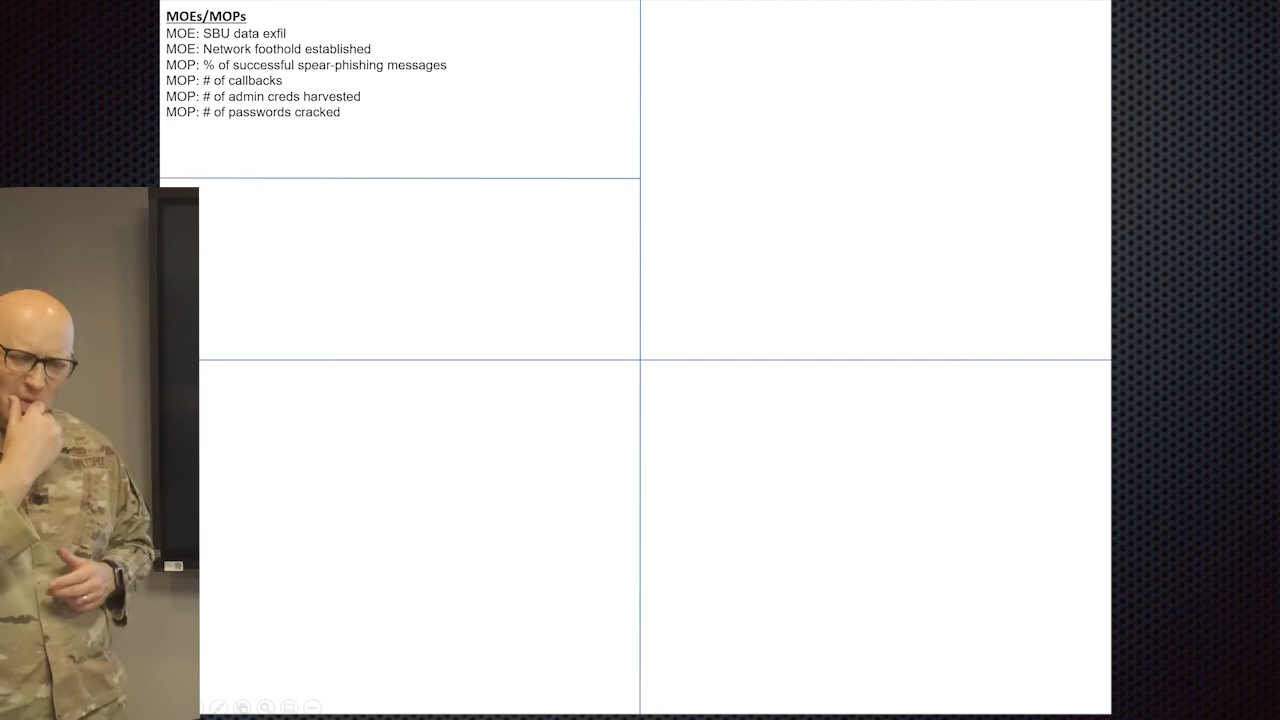 MOEs/MOPs
MOE: SBU data exfil
MOE: Network foothold established
MOP: % of successful spear-phishing messages
MOP: # of callbacks
MOP: # of admin creds harvested
MOP: # of passwords cracked